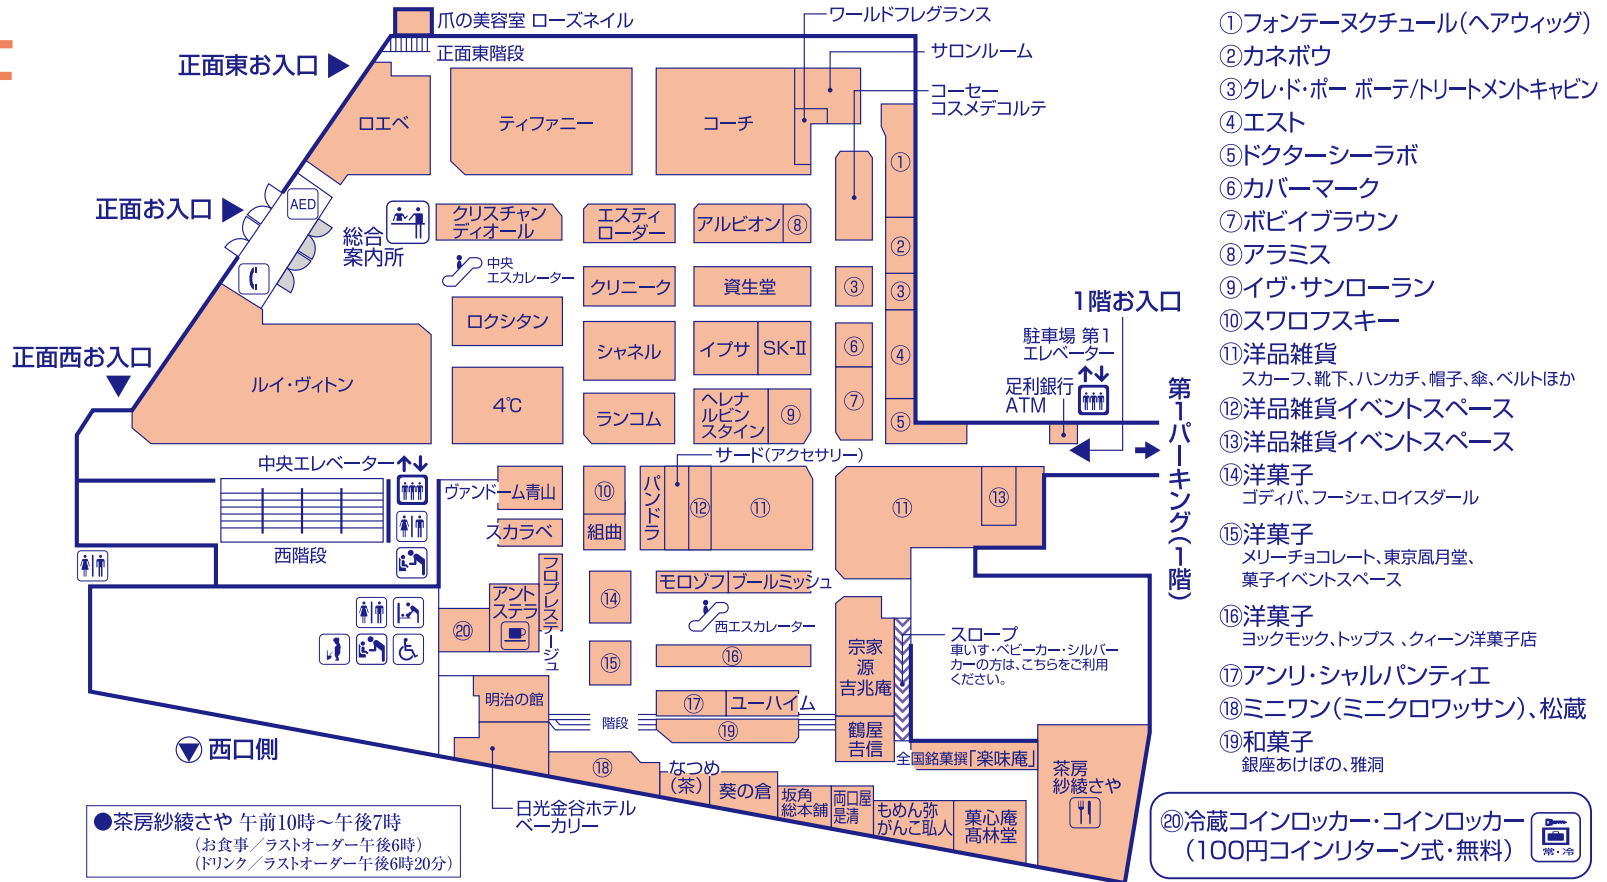 爪の美容室 ローズネイル
ワールドフレグランス
正面東階段
サロンルーム
正面東お入口
コーセー
コスメデコルテ
ロエベ
ティファニー
コーチ
①
正面お入口
AED
総合
案内所
クリスチャン
ディオール
エスティ
ローダー
アルビオン
⑧
②
中央
エスカレーター
クリニーク
資生堂
③
③
ロクシタン
シャネル
イプサ
SK-II
⑥
④
1階お入口
駐車場 第1
エレベーター
正面西お入口
ルイ・ヴィトン
4℃
ランコム
ヘレナ
ルビン
スタイン
⑨
⑦
⑤
足利銀行
ATM
第1パーキング(1階)
中央エレベーター
サード(アクセサリー)
ヴァンドーム青山
⑩
パンドラ
⑫
⑪
⑪
⑬
スカラベ
組曲
西階段
フロプレステージュ
アント
ステラ
⑳
⑭
モロゾフ
ブールミッシュ
西エスカレーター
⑮
⑯
宗家
源
吉兆庵
スロープ
車いす・ベビーカー・シルバー
カーの方は、こちらをご利用
ください。
明治の館
階段
⑰
ユーハイム
⑲
鶴屋
吉信
全国銘菓撰「楽味庵」
西口側
⑱
なつめ
(茶)
葵の倉
坂角
総本舗
両口屋
是清
もめん弥
がんこ私人
菓心庵
髙林堂
茶房
紗綾さや
日光金谷ホテル
ベーカリー
●茶房紗綾さや 午前10時〜午後7時
(お食事／ラストオーダー午後6時)
(ドリンク／ラストオーダー午後6時20分)
①フォンテーヌクチュール(ヘアウィッグ)
②カネボウ
③クレ・ド・ポー ボーテ/トリートメントキャビン
④エスト
⑤ドクターシーラボ
⑥カバーマーク
⑦ボビイブラウン
⑧アラミス
⑨イヴ・サンローラン
⑩スワロフスキー
⑪洋品雑貨
スカーフ、靴下、ハンカチ、帽子、傘、ベルトほか
⑫洋品雑貨イベントスペース
⑬洋品雑貨イベントスペース
⑭洋菓子
ゴディバ、フーシェ、ロイスダール
⑮洋菓子
メリーチョコレート、東京凮月堂、
菓子イベントスペース
⑯洋菓子
ヨックモック、トップス 、クィーン洋菓子店
⑰アンリ・シャルパンティエ
⑱ミニワン(ミニクロワッサン)、松蔵
⑲和菓子
銀座あけぼの、雅洞
⑳冷蔵コインロッカー・コインロッカー
(100円コインリターン式・無料)
常・冷